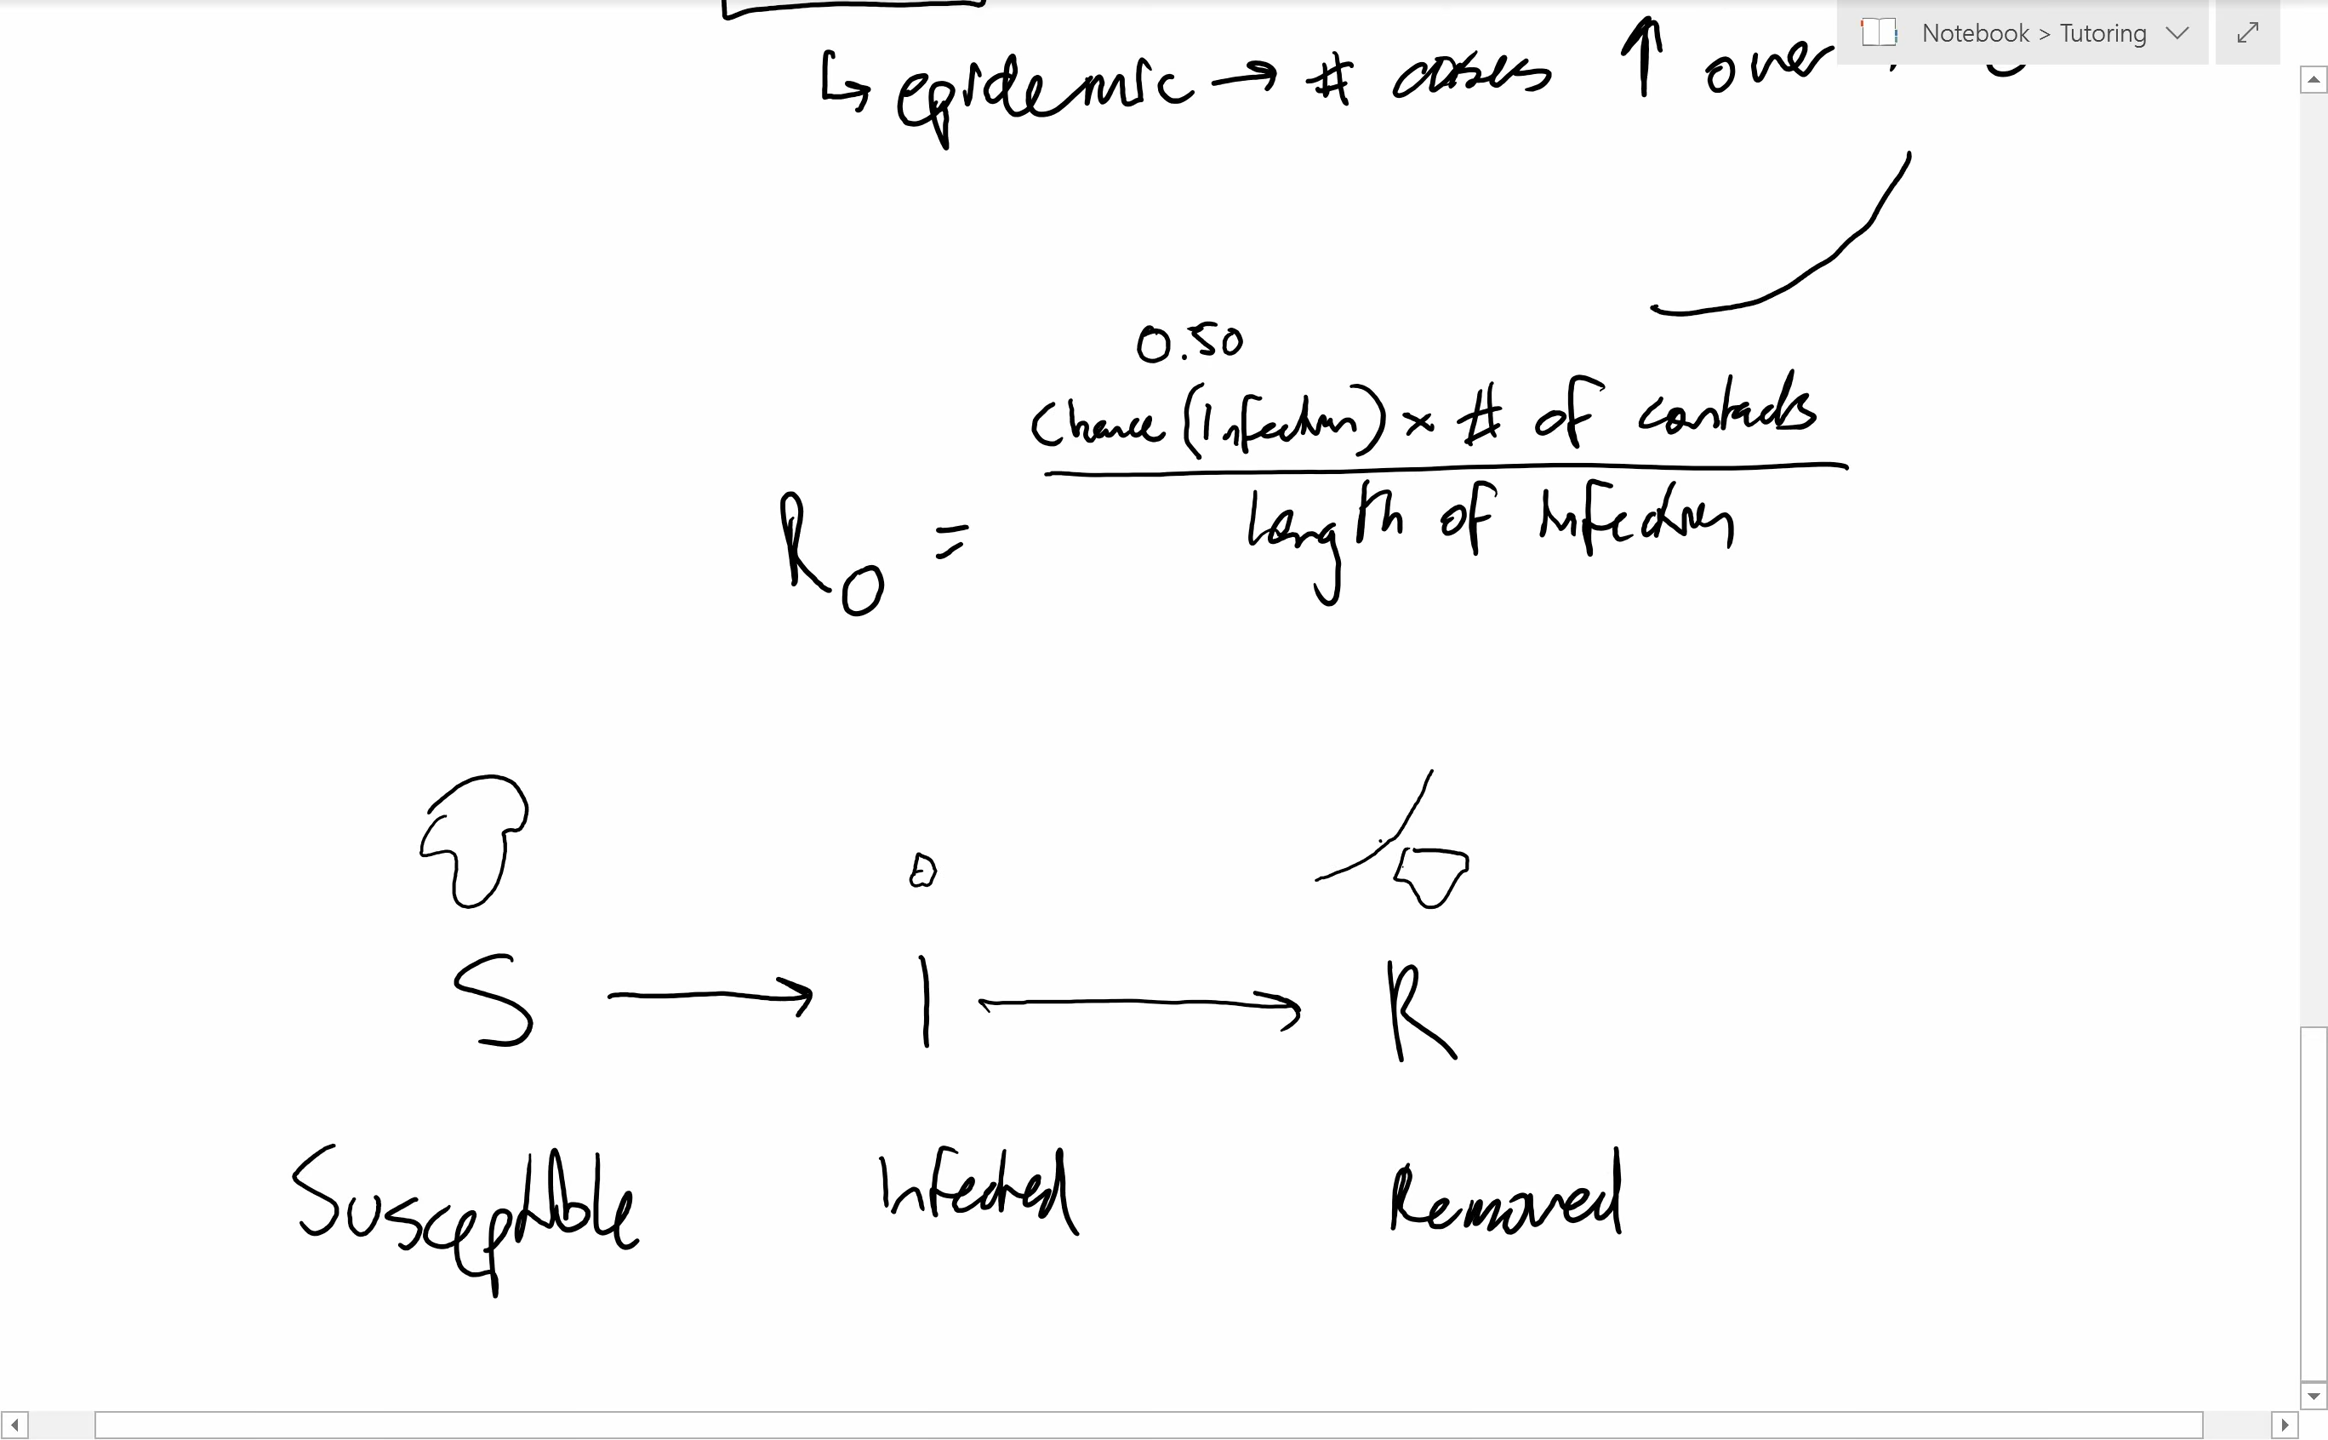 Notebook > Tutoring
↳ epidemic → # cases ↑ over
0.50
Chance (Infection) × # of contacts
Length of Infection
R₀ =
S → I → R
Susceptible Infected Removed